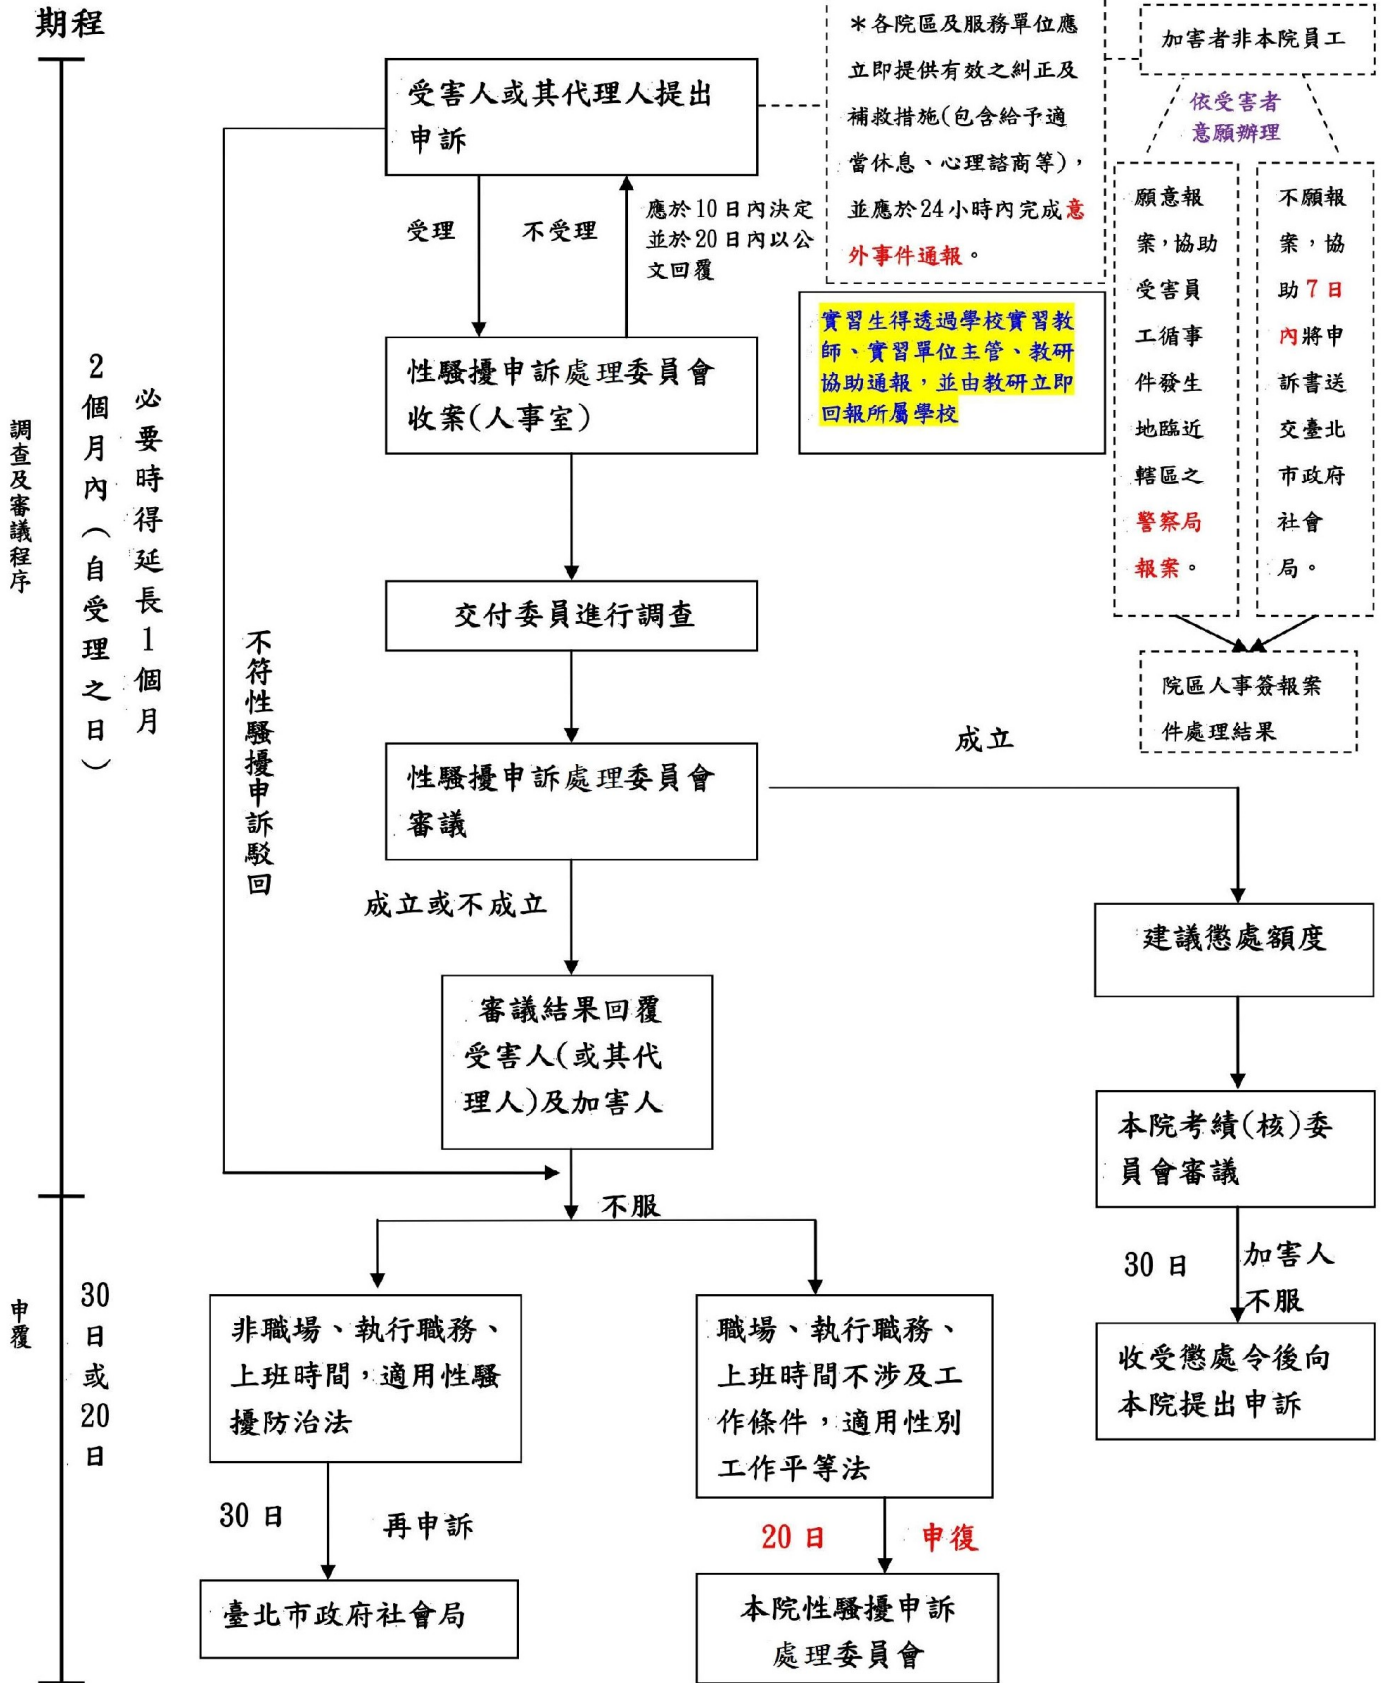 期程
受害人或其代理人提出
申訴
＊各院區及服務單位應
立即提供有效之糾正及
補救措施(包含給予適
當休息、心理諮商等)，
並應於24小時內完成意
外事件通報。
加害者非本院員工
依受害者
意願辦理
願意報
案，協助
受害員
工循事
件發生
地臨近
轄區之
警察局
報案。
不願報
案，協
助7日
內將申
訴書送
交臺北
市政府
社會
局。
院區人事簽報案
件處理結果
受理
不受理
應於10日內決定
並於20日內以公
文回覆
實習生得透過學校實習教
師、實習單位主管、教研
協助通報，並由教研立即
回報所屬學校
性騷擾申訴處理委員會
收案(人事室)
調查及審議程序
2個月內（自受理之日）
必要時得延長1個月
不符性騷擾申訴駁回
交付委員進行調查
性騷擾申訴處理委員會
審議
成立
成立或不成立
建議懲處額度
審議結果回覆
受害人(或其代
理人)及加害人
本院考績(核)委
員會審議
不服
30日
加害人
不服
收受懲處令後向
本院提出申訴
申覆
30日或20日
非職場、執行職務、
上班時間，適用性騷
擾防治法
職場、執行職務、
上班時間不涉及工
作條件，適用性別
工作平等法
30日
再申訴
20日
申復
臺北市政府社會局
本院性騷擾申訴
處理委員會